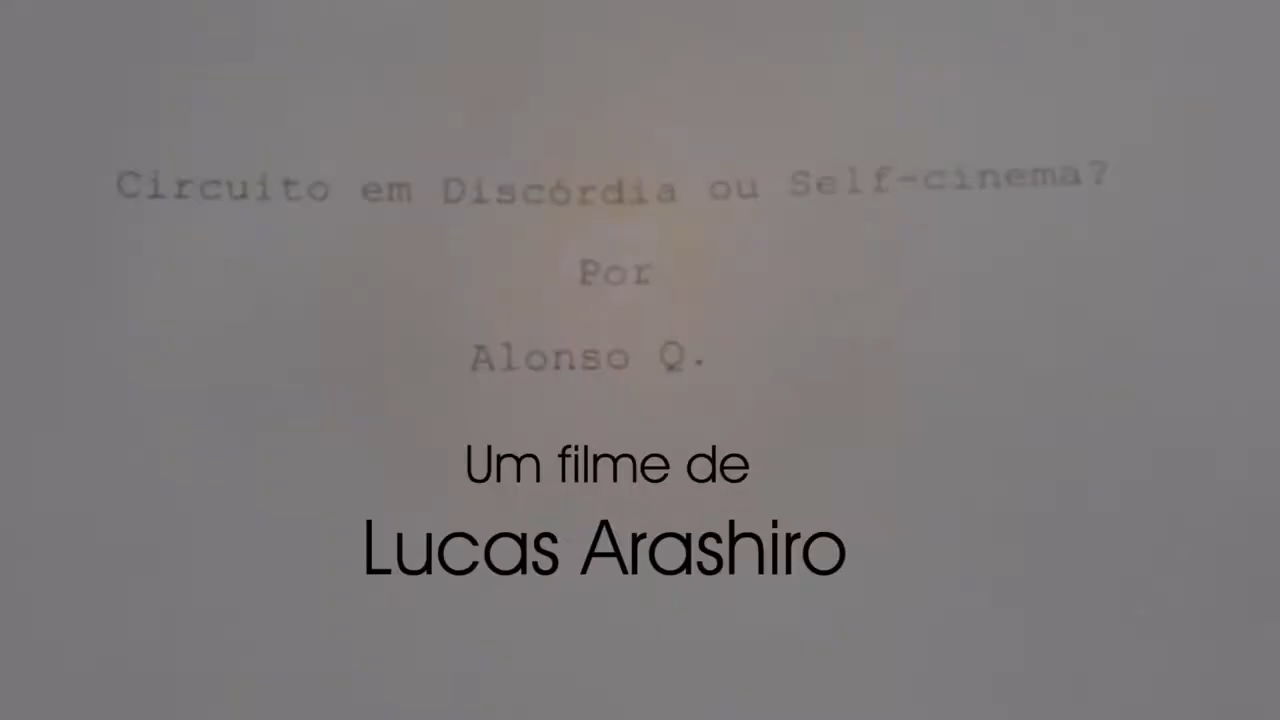 Circuito em Discórdia ou Self-cinema?
Por
Alonso Q.
Um filme de
Lucas Arashiro